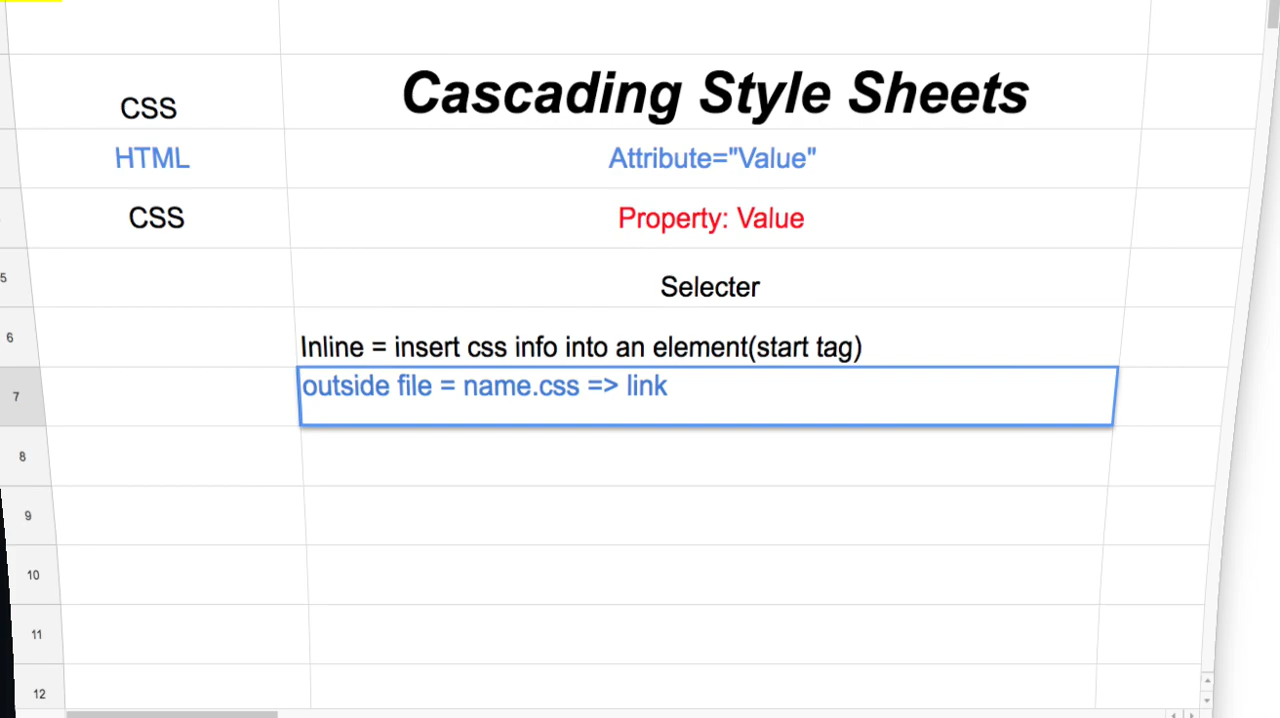 CSS Cascading Style Sheets
HTML Attribute="Value"
CSS Property: Value
5 Selecter
6 Inline = insert css info into an element(start tag)
7 outside file = name.css => link
8
9
10
11
12